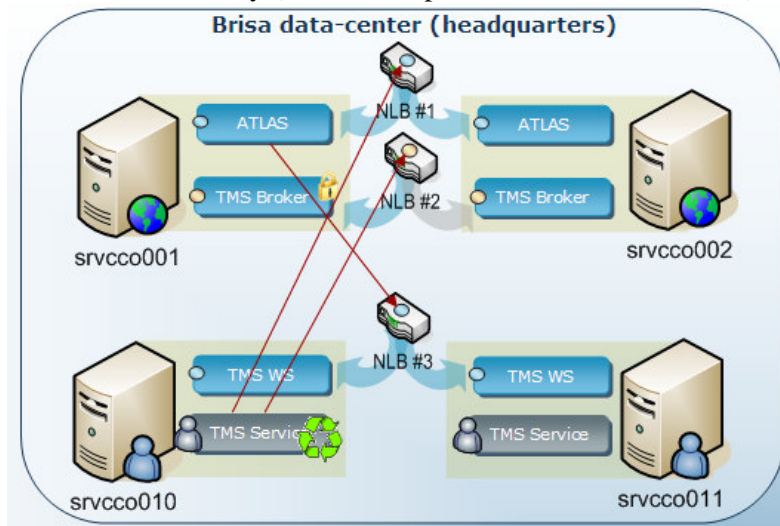 Brisa data-center (headquarters)
NLB #1
ATLAS
ATLAS
TMS Broker
NLB #2
TMS Broker
srvcco001
srvcco002
NLB #3
TMS WS
TMS WS
TMS Service
TMS Service
srvcco010
srvcco011